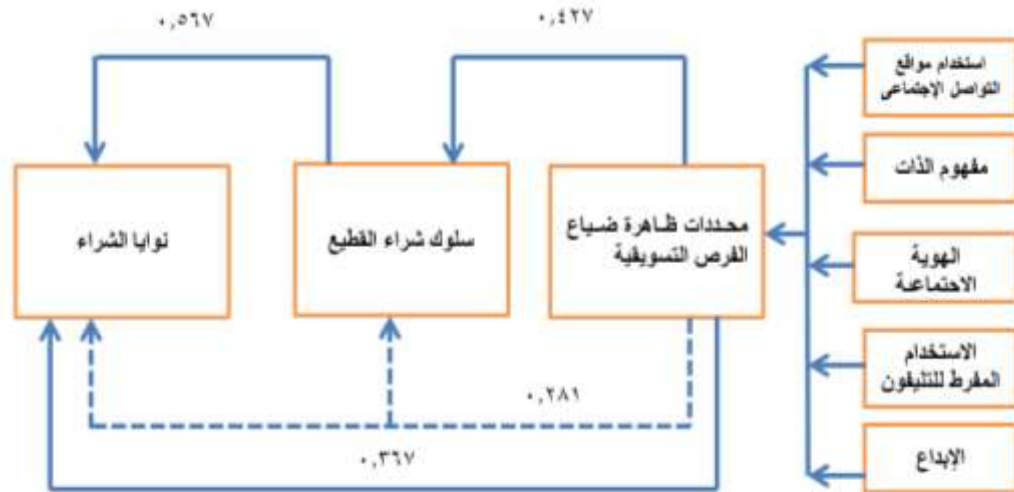 ٠,٥٦٧
٠,٤٢٧
استخدام مواقع
التواصل الإجتماعى
مفهوم الذات
محددات ظاهرة ضياع
الفرص التسويقية
سلوك شراء القطيع
نوايا الشراء
الهوية
الاجتماعية
الاستخدام
المفرط للتليفون
٠,٢٨١
٠,٣٦٧
الإبداع